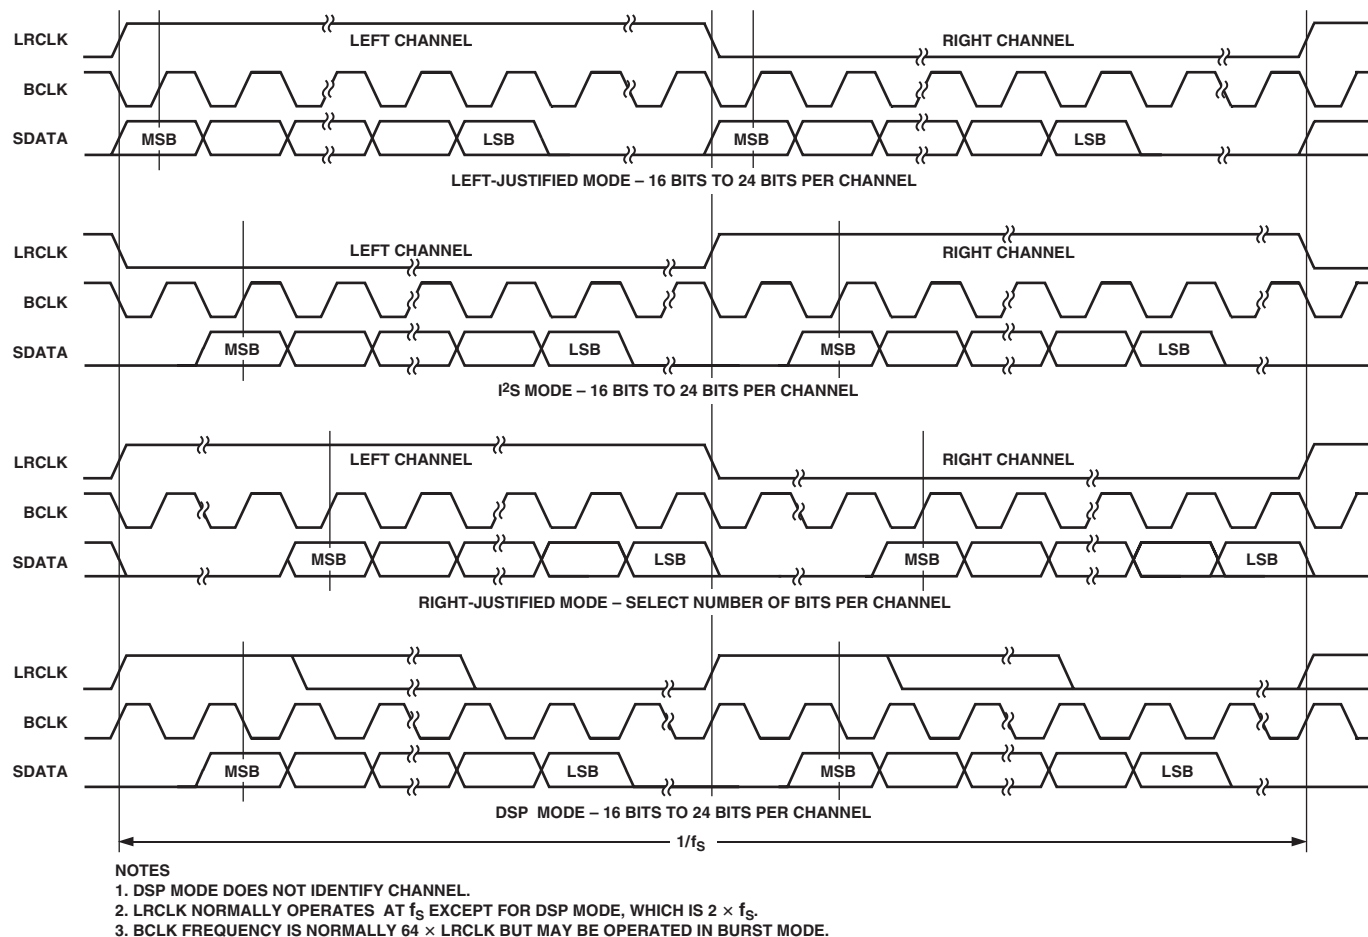 LRCLK
LEFT CHANNEL
RIGHT CHANNEL
BCLK
SDATA
MSB
LSB
MSB
LSB
LEFT-JUSTIFIED MODE – 16 BITS TO 24 BITS PER CHANNEL
LRCLK
LEFT CHANNEL
RIGHT CHANNEL
BCLK
SDATA
MSB
LSB
MSB
LSB
I²S MODE – 16 BITS TO 24 BITS PER CHANNEL
LRCLK
LEFT CHANNEL
RIGHT CHANNEL
BCLK
SDATA
MSB
LSB
MSB
LSB
RIGHT-JUSTIFIED MODE – SELECT NUMBER OF BITS PER CHANNEL
LRCLK
BCLK
SDATA
MSB
LSB
MSB
LSB
DSP MODE – 16 BITS TO 24 BITS PER CHANNEL
1/fS
NOTES
1. DSP MODE DOES NOT IDENTIFY CHANNEL.
2. LRCLK NORMALLY OPERATES AT fS EXCEPT FOR DSP MODE, WHICH IS 2 × fS.
3. BCLK FREQUENCY IS NORMALLY 64 × LRCLK BUT MAY BE OPERATED IN BURST MODE.